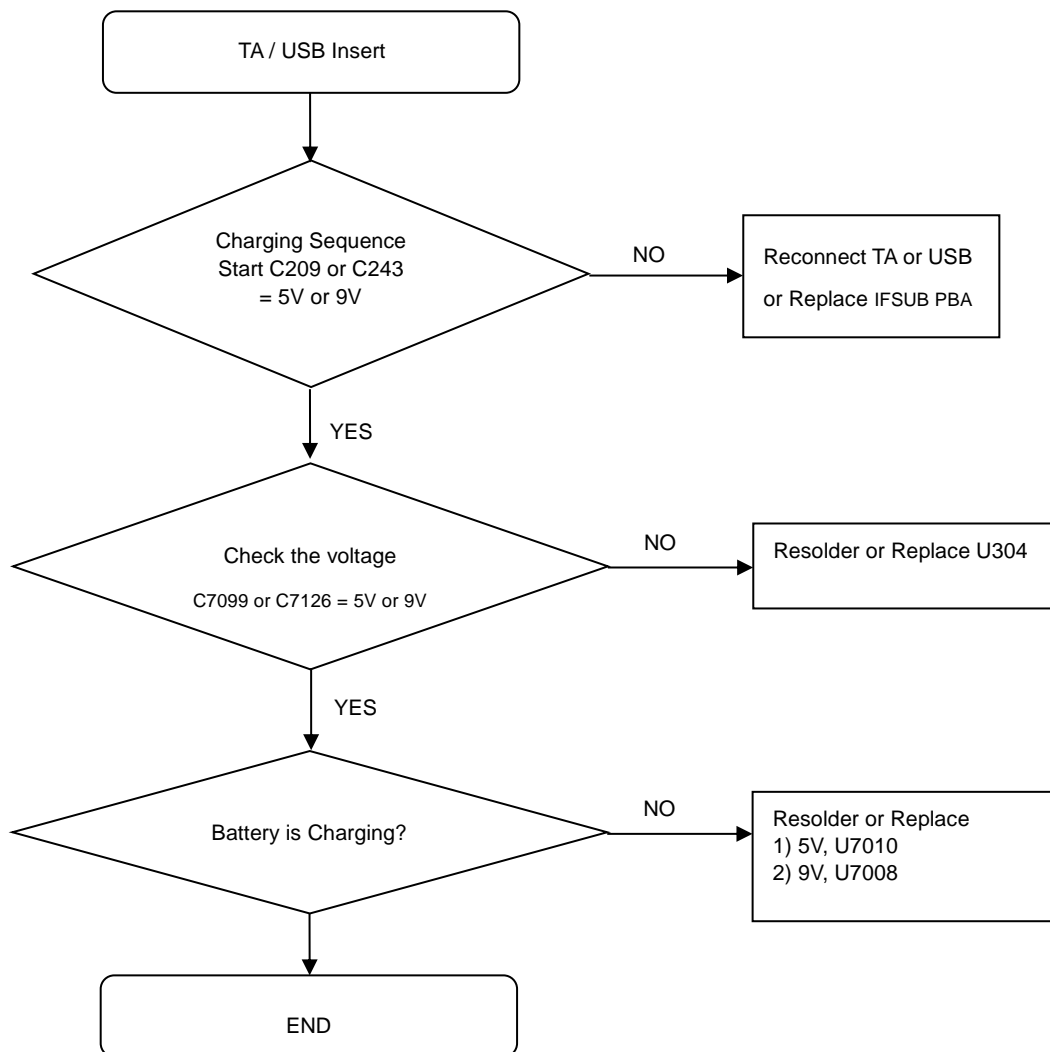 TA / USB Insert
Charging Sequence
Start C209 or C243
= 5V or 9V
NO
Reconnect TA or USB
or Replace IFSUB PBA
YES
Check the voltage
C7099 or C7126 = 5V or 9V
NO
Resolder or Replace U304
YES
Battery is Charging?
NO
Resolder or Replace
1) 5V, U7010
2) 9V, U7008
END